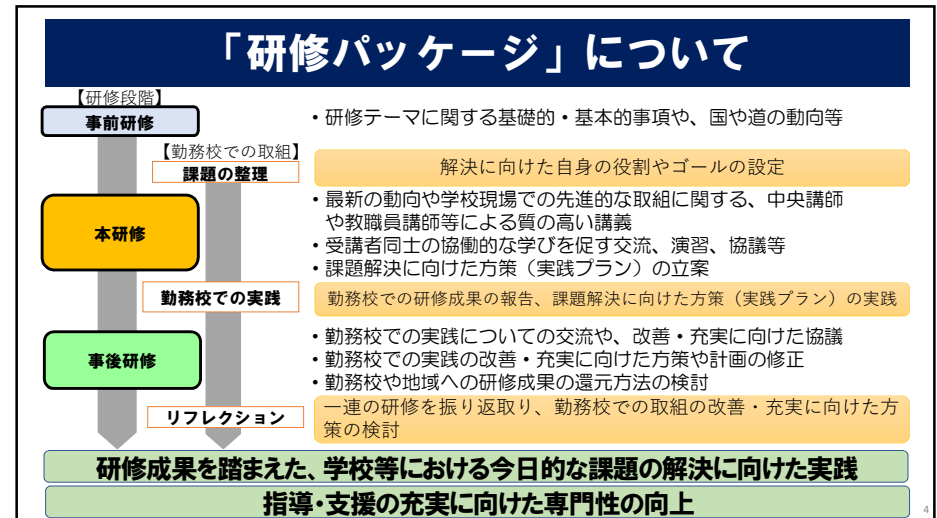 「研修パッケージ」について
【研修段階】
事前研修
・研修テーマに関する基礎的・基本的事項や、国や道の動向等
【勤務校での取組】
課題の整理
解決に向けた自身の役割やゴールの設定
本研修
・最新の動向や学校現場での先進的な取組に関する、中央講師
や教職員講師等による質の高い講義
・受講者同士の協働的な学びを促す交流、演習、協議等
・課題解決に向けた方策（実践プラン）の立案
勤務校での実践
勤務校での研修成果の報告、課題解決に向けた方策（実践プラン）の実践
事後研修
・勤務校での実践についての交流や、改善・充実に向けた協議
・勤務校での実践の改善・充実に向けた方策や計画の修正
・勤務校や地域への研修成果の還元方法の検討
リフレクション
一連の研修を振り返取り、勤務校での取組の改善・充実に向けた方
策の検討
研修成果を踏まえた、学校等における今日的な課題の解決に向けた実践
指導・支援の充実に向けた専門性の向上
4